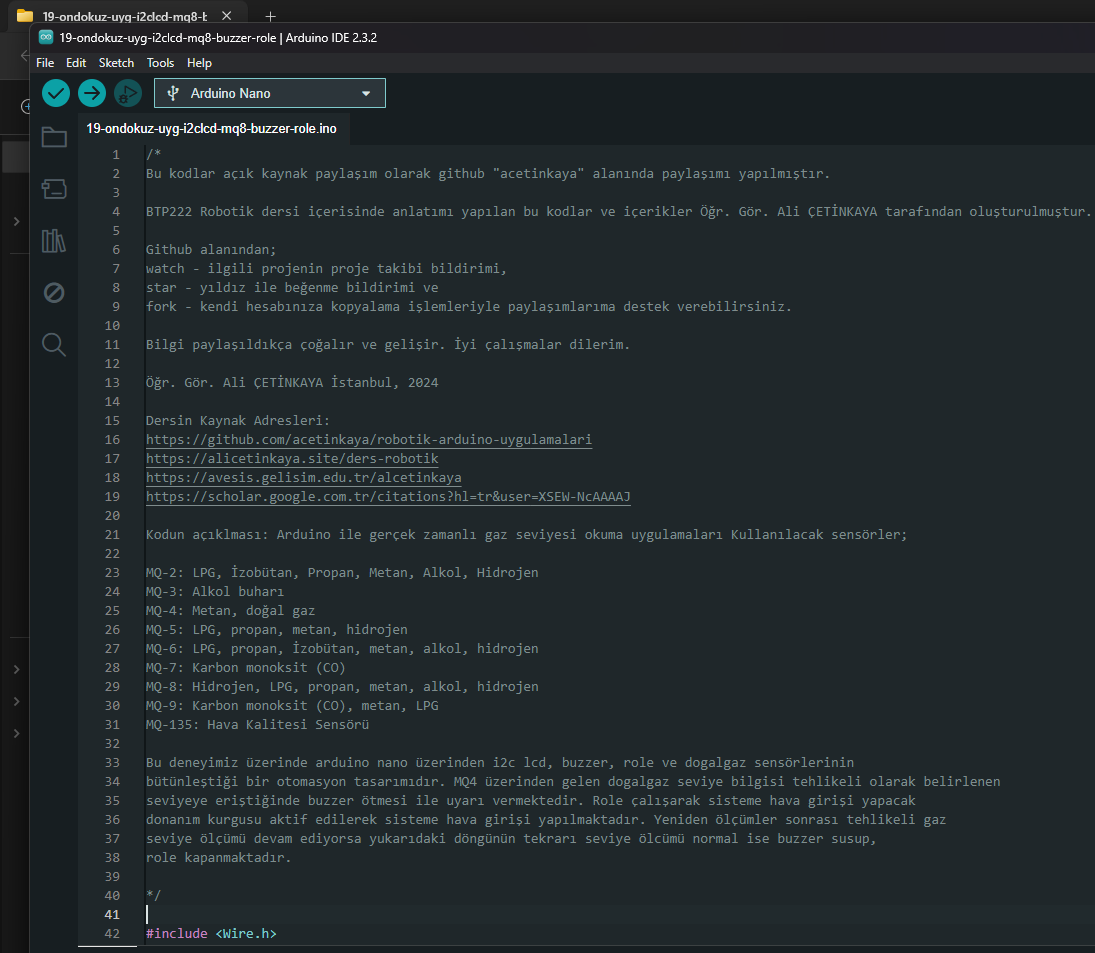 19-ondokuz-uyg-i2clcd-mq8-b
19-ondokuz-uyg-i2clcd-mq8-buzzer-role | Arduino IDE 2.3.2
File Edit Sketch Tools Help
Arduino Nano
19-ondokuz-uyg-i2clcd-mq8-buzzer-role.ino
1 /*
2 Bu kodlar açık kaynak paylaşım olarak github "acetinkaya" alanında paylaşımı yapılmıştır.
3
4 BTP222 Robotik dersi içerisinde anlatımı yapılan bu kodlar ve içerikler Öğr. Gör. Ali ÇETİNKAYA tarafından oluşturulmuştur.
5
6 Github alanından;
7 watch - ilgili projenin proje takibi bildirimi,
8 star - yıldız ile beğenme bildirimi ve
9 fork - kendi hesabınıza kopyalama işlemleriyle paylaşımlarıma destek verebilirsiniz.
10
11 Bilgi paylaşıldıkça çoğalır ve gelişir. İyi çalışmalar dilerim.
12
13 Öğr. Gör. Ali ÇETİNKAYA İstanbul, 2024
14
15 Dersin Kaynak Adresleri:
16 https://github.com/acetinkaya/robotik-arduino-uygulamalari
17 https://alicetinkaya.site/ders-robotik
18 https://avesis.gelisim.edu.tr/alcetinkaya
19 https://scholar.google.com.tr/citations?hl=tr&user=XSEW-NcAAAAJ
20
21 Kodun açıklması: Arduino ile gerçek zamanlı gaz seviyesi okuma uygulamaları Kullanılacak sensörler;
22
23 MQ-2: LPG, İzobütan, Propan, Metan, Alkol, Hidrojen
24 MQ-3: Alkol buharı
25 MQ-4: Metan, doğal gaz
26 MQ-5: LPG, propan, metan, hidrojen
27 MQ-6: LPG, propan, İzobütan, metan, alkol, hidrojen
28 MQ-7: Karbon monoksit (CO)
29 MQ-8: Hidrojen, LPG, propan, metan, alkol, hidrojen
30 MQ-9: Karbon monoksit (CO), metan, LPG
31 MQ-135: Hava Kalitesi Sensörü
32
33 Bu deneyimiz üzerinde arduino nano üzerinden i2c lcd, buzzer, role ve dogalgaz sensörlerinin
34 bütünleştiği bir otomasyon tasarımıdır. MQ4 üzerinden gelen dogalgaz seviye bilgisi tehlikeli olarak belirlenen
35 seviyeye eriştiğinde buzzer ötmesi ile uyarı vermektedir. Role çalışarak sisteme hava girişi yapacak
36 donanım kurgusu aktif edilerek sisteme hava girişi yapılmaktadır. Yeniden ölçümler sonrası tehlikeli gaz
37 seviye ölçümü devam ediyorsa yukarıdaki döngünün tekrarı seviye ölcümü normal ise buzzer susup,
38 role kapanmaktadır.
39
40 */
41
42 #include <Wire.h>